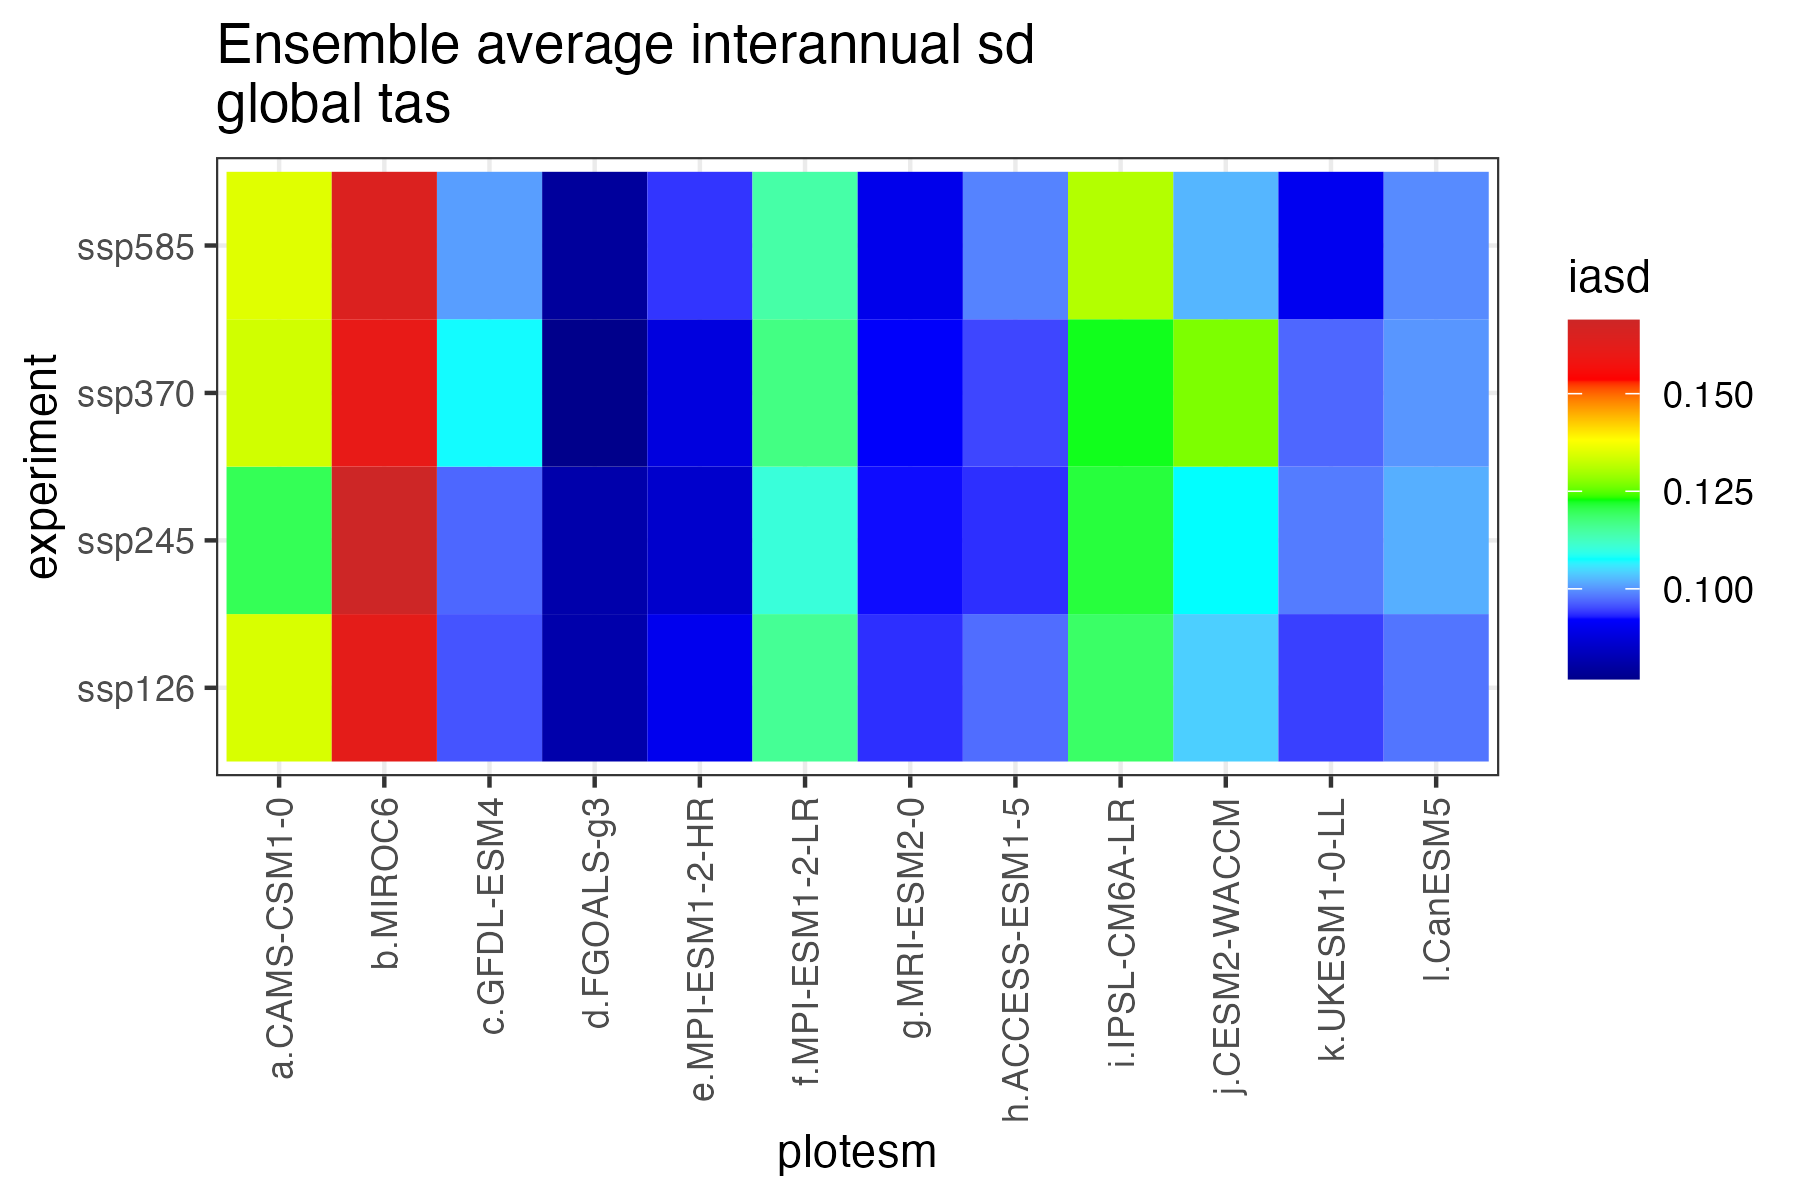 Ensemble average interannual sd
global tas
experiment
ssp585
ssp370
ssp245
ssp126
iasd
0.150
0.125
0.100
a.CAMS-CSM1-0
b.MIROC6
c.GFDL-ESM4
d.FGOALS-g3
e.MPI-ESM1-2-HR
f.MPI-ESM1-2-LR
g.MRI-ESM2-0
h.ACCESS-ESM1-5
i.IPSL-CM6A-LR
j.CESM2-WACCM
k.UKESM1-0-LL
l.CanESM5
plotesm